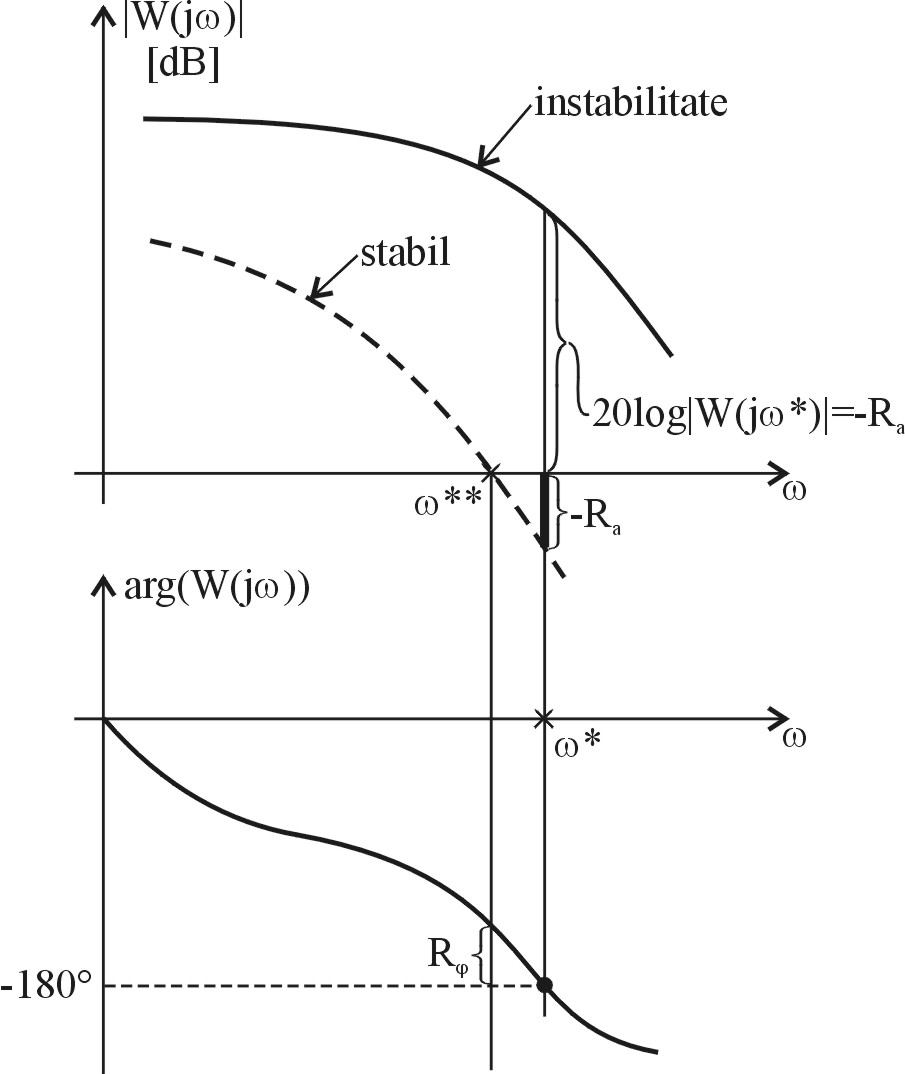 |W(jω)|
[dB]
instabilitate
stabil
20log|W(jω*)|=-Rₐ
ω**
ω
-Rₐ
arg(W(jω))
ω*
ω
Rᵩ
-180°